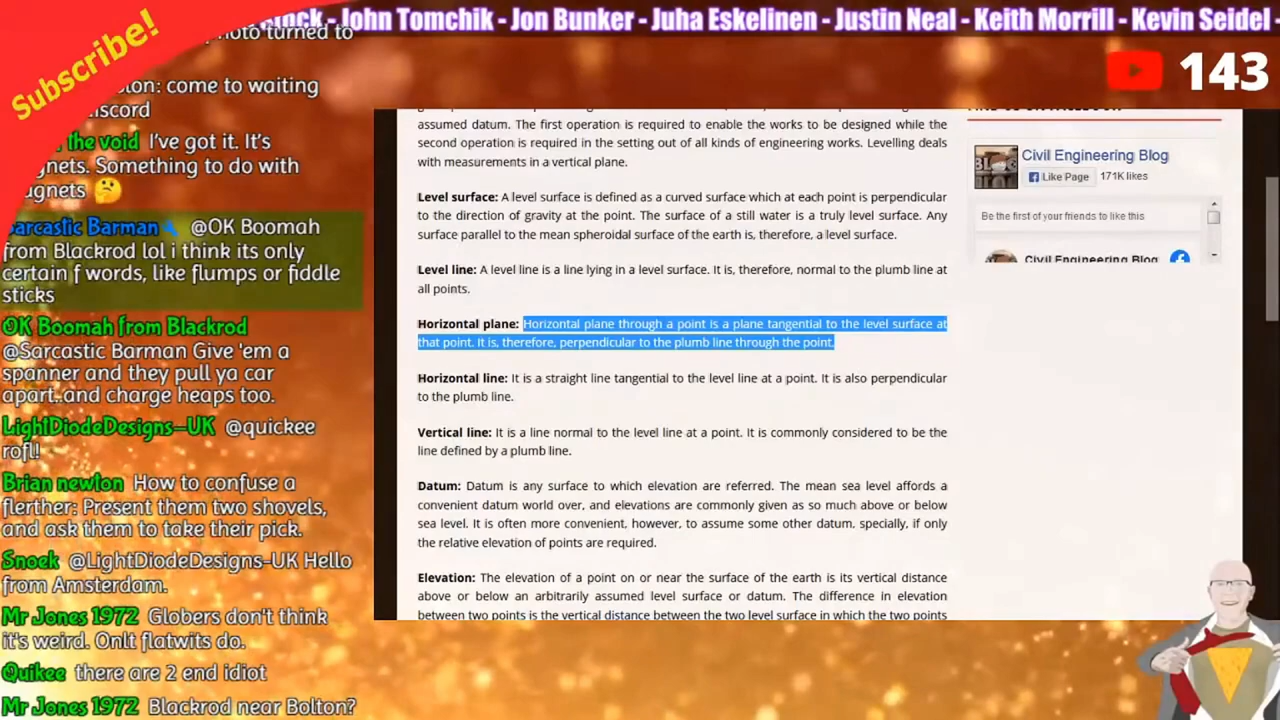 - John Tomchik - Jon Bunker - Juha Eskelinen - Justin Neal - Keith Morrill - Kevin Seidel -
Subscribe!
143
turned to
come to waiting
the void I've got it. It's
Something to do with
Sarcastic Barman @OK Boomah
from Blackrod lol i think its only
certain f words, like flumps or fiddle
sticks
OK Boomah from Blackrod
@Sarcastic Barman Give 'em a
spanner and they pull ya car
apart..and charge heaps too.
LightDiodeDesigns-UK @quickee
rofl!
Brian newton How to confuse a
flerther: Present them two shovels,
and ask them to take their pick.
Snoek @LightDiodeDesigns-UK Hello
from Amsterdam.
Mr Jones 1972 Globers don't think
it's weird. Onlt flatwits do.
Quikee there are 2 end idiot
Mr Jones 1972 Blackrod near Bolton?
assumed datum. The first operation is required to enable the works to be designed while the
second operation is required in the setting out of all kinds of engineering works. Levelling deals
with measurements in a vertical plane.
Level surface: A level surface is defined as a curved surface which at each point is perpendicular
to the direction of gravity at the point. The surface of a still water is a truly level surface. Any
surface parallel to the mean spheroidal surface of the earth is, therefore, a level surface.
Level line: A level line is a line lying in a level surface. It is, therefore, normal to the plumb line at
all points.
Horizontal plane: Horizontal plane through a point is a plane tangential to the level surface at
that point. It is, therefore, perpendicular to the plumb line through the point.
Horizontal line: It is a straight line tangential to the level line at a point. It is also perpendicular
to the plumb line.
Vertical line: It is a line normal to the level line at a point. It is commonly considered to be the
line defined by a plumb line.
Datum: Datum is any surface to which elevation are referred. The mean sea level affords a
convenient datum world over, and elevations are commonly given as so much above or below
sea level. It is often more convenient, however, to assume some other datum, specially, if only
the relative elevation of points are required.
Elevation: The elevation of a point on or near the surface of the earth is its vertical distance
above or below an arbitrarily assumed level surface or datum. The difference in elevation
between two points is the vertical distance between the two level surface in which the two points
Civil Engineering Blog
Like Page 171K likes
Be the first of your friends to like this
Civil Engineering Blog